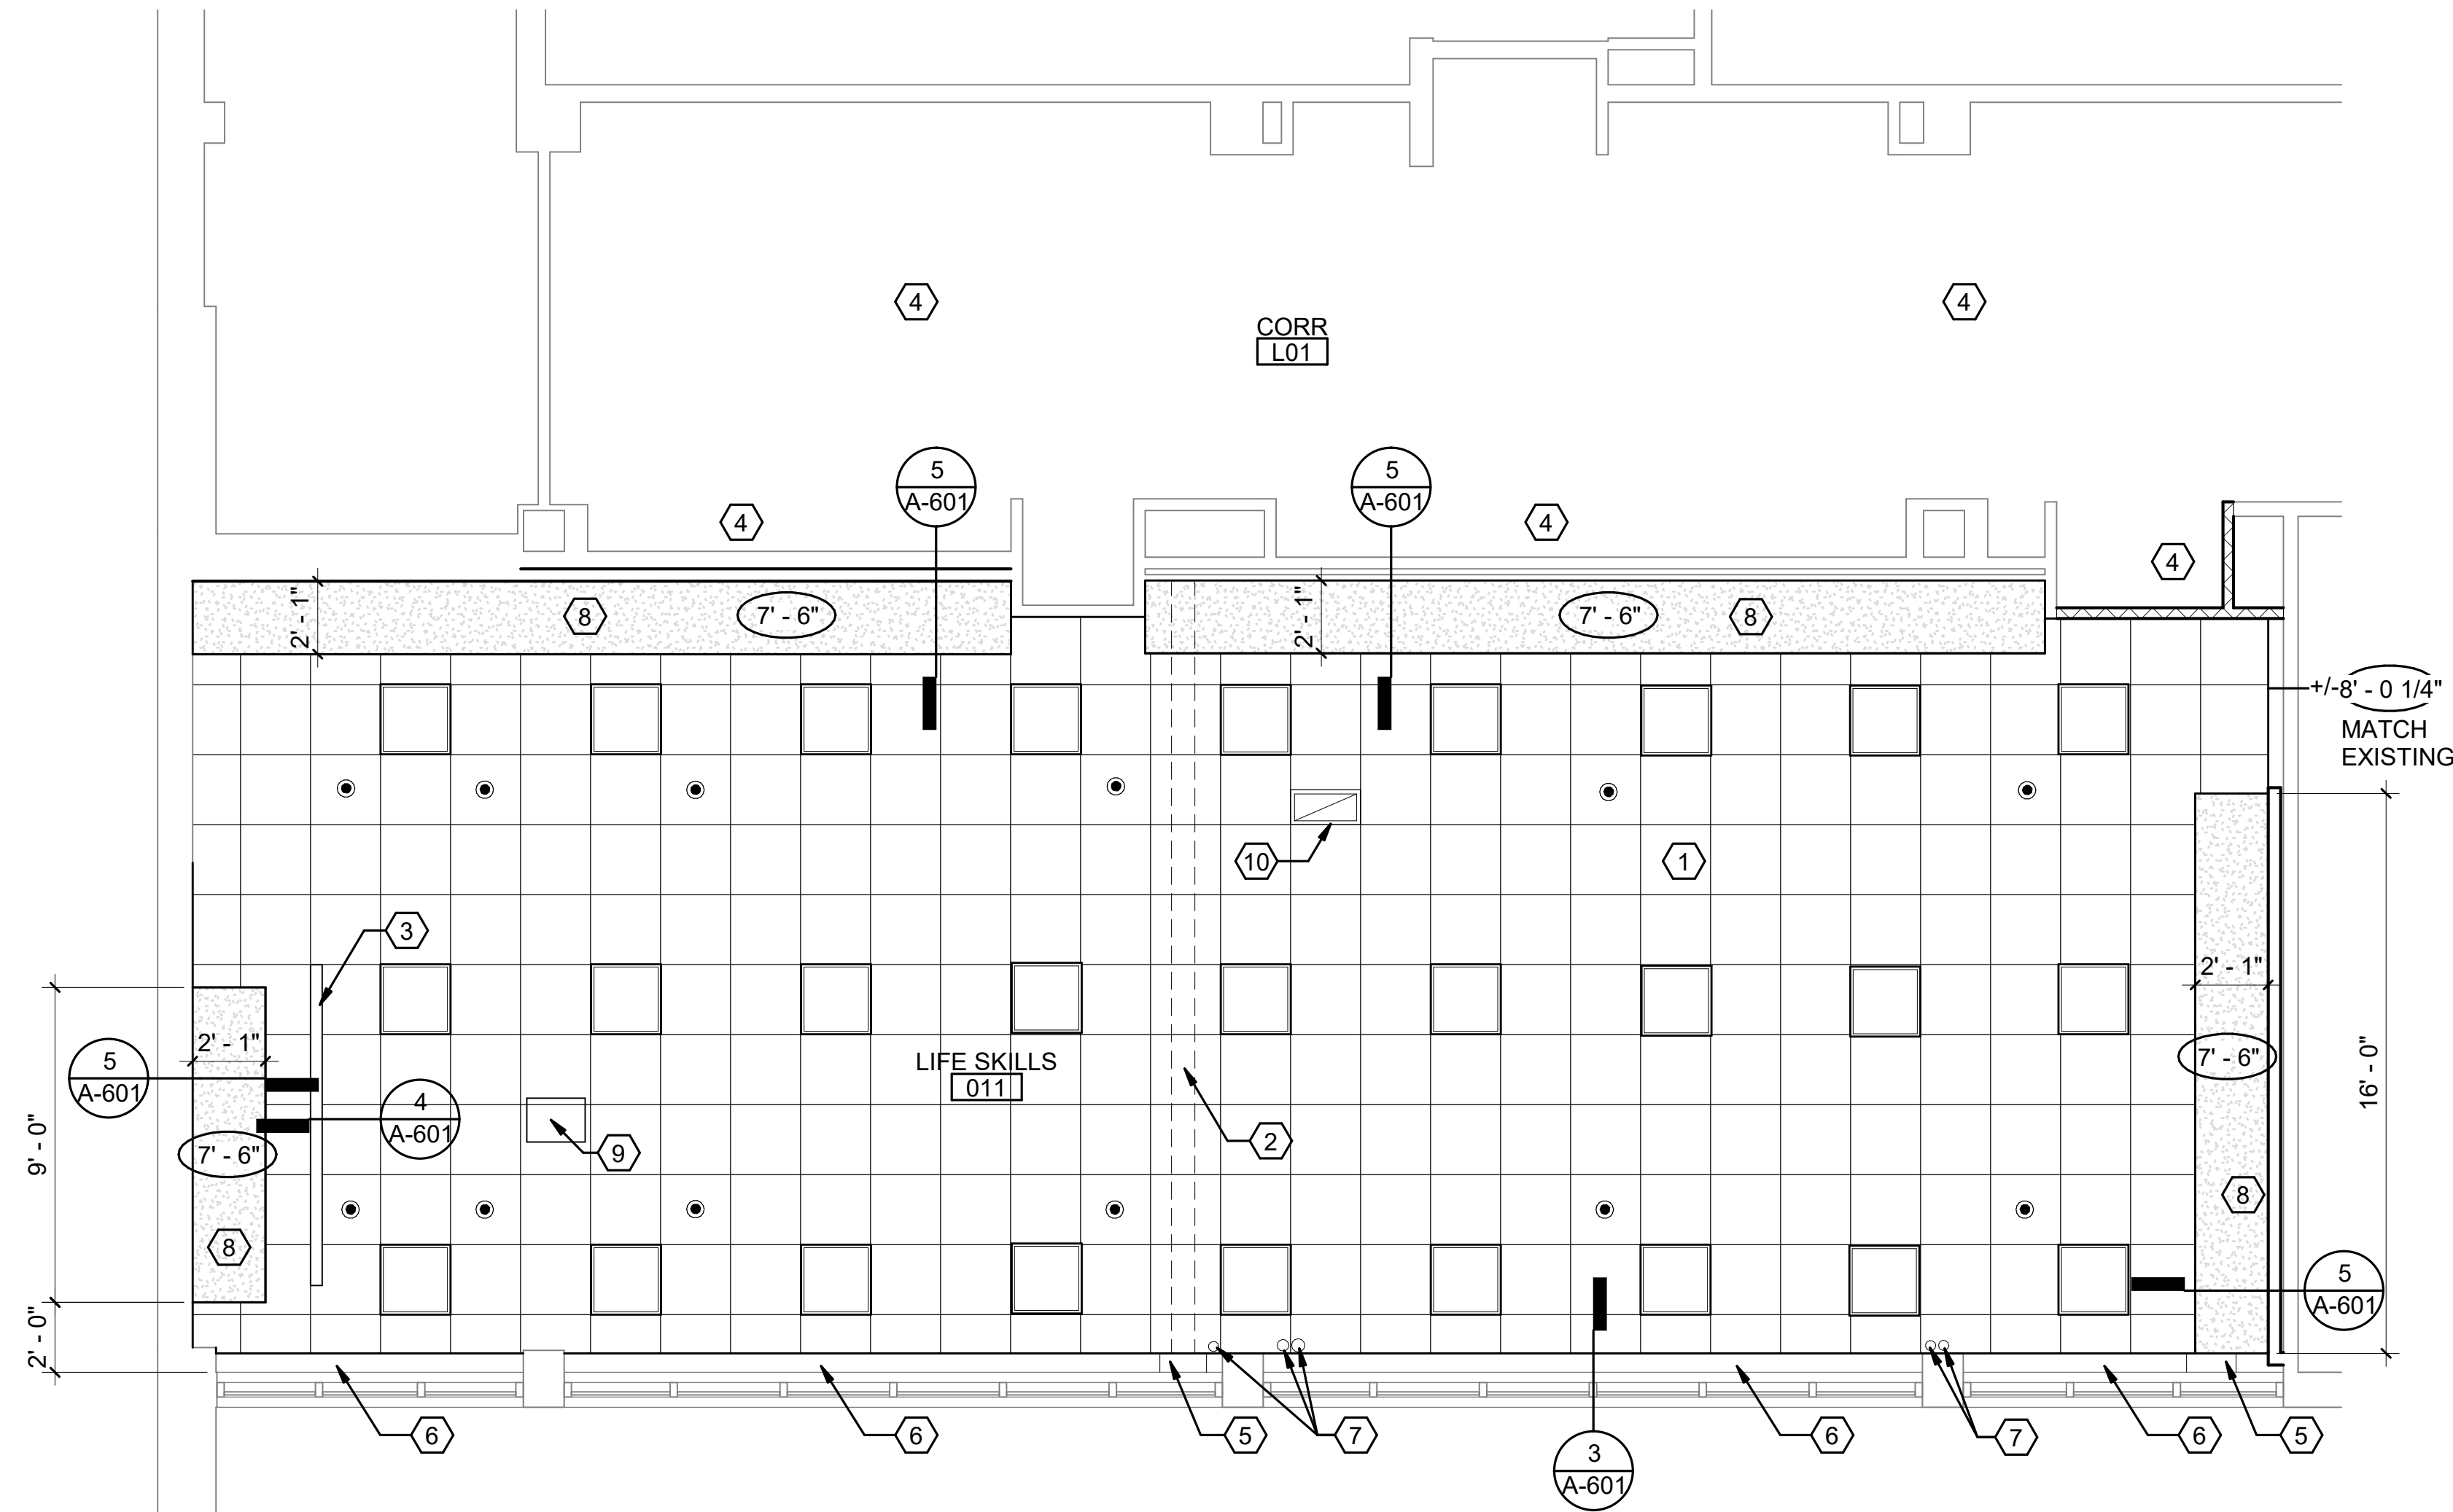 4
4
CORR
L01
5
A-601
5
A-601
4
4
4
2' - 1"
8
7' - 6"
2' - 1"
7' - 6"
8
+/-8' - 0 1/4"
MATCH
EXISTING
10
1
3
2' - 1"
2' - 1"
5
A-601
4
A-601
LIFE SKILLS
011
7' - 6"
16' - 0"
9' - 0"
7' - 6"
9
2
8
8
5
A-601
2' - 0"
6
6
5
7
6
7
6
5
3
A-601